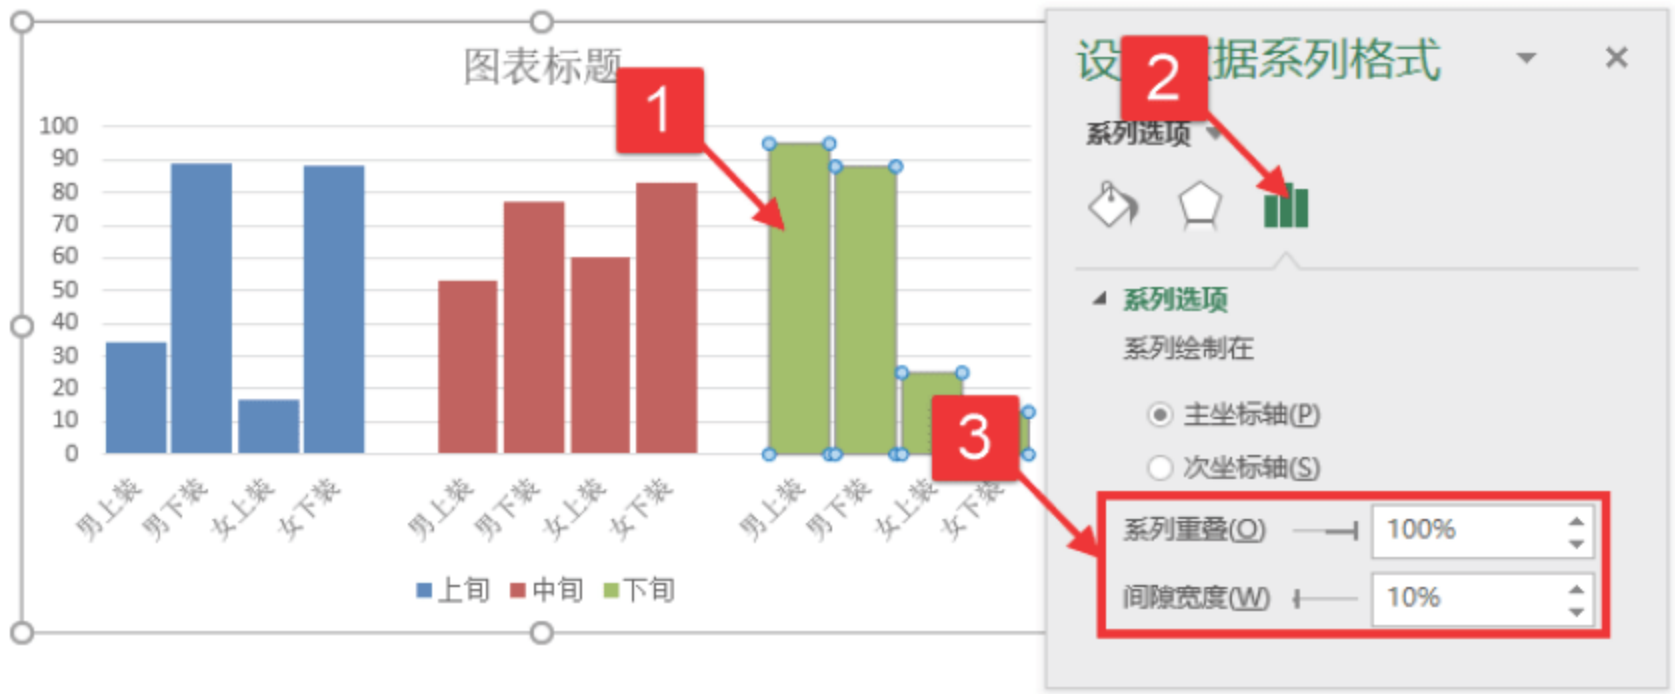 图表标题
1
100
90
80
70
60
50
40
30
20
10
0
男上装
男下装
女上装
女下装
男上装
男下装
女上装
女下装
男上装
男下装
女上装
女下装
上旬 中旬 下旬
设 据系列格式
2
系列选项
系列选项
系列绘制在
主坐标轴(P)
次坐标轴(S)
3
系列重叠(O) 100%
间隙宽度(W) 10%